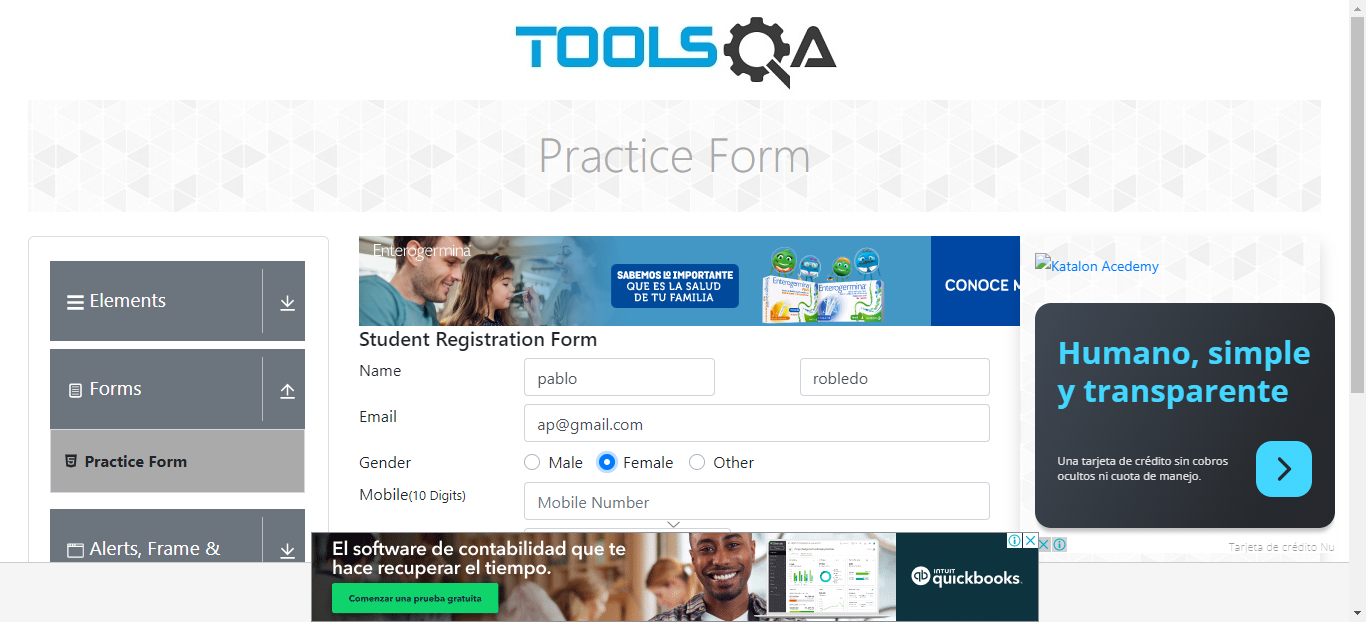 TOOLSQA
Practice Form
Elements
Forms
Practice Form
Alerts, Frame &
Enterogermina
SABEMOS LO IMPORTANTE
QUE ES LA SALUD
DE TU FAMILIA
CONOCE M
Student Registration Form
Name
pablo
robledo
Email
ap@gmail.com
Gender
Male
Female
Other
Mobile(10 Digits)
Mobile Number
Katalon Acedemy
Humano, simple
y transparente
Una tarjeta de crédito sin cobros
ocultos ni cuota de manejo.
Tarjeta de crédito Nu
El software de contabilidad que te
hace recuperar el tiempo.
Comenzar una prueba gratuita
INTUIT
quickbooks.